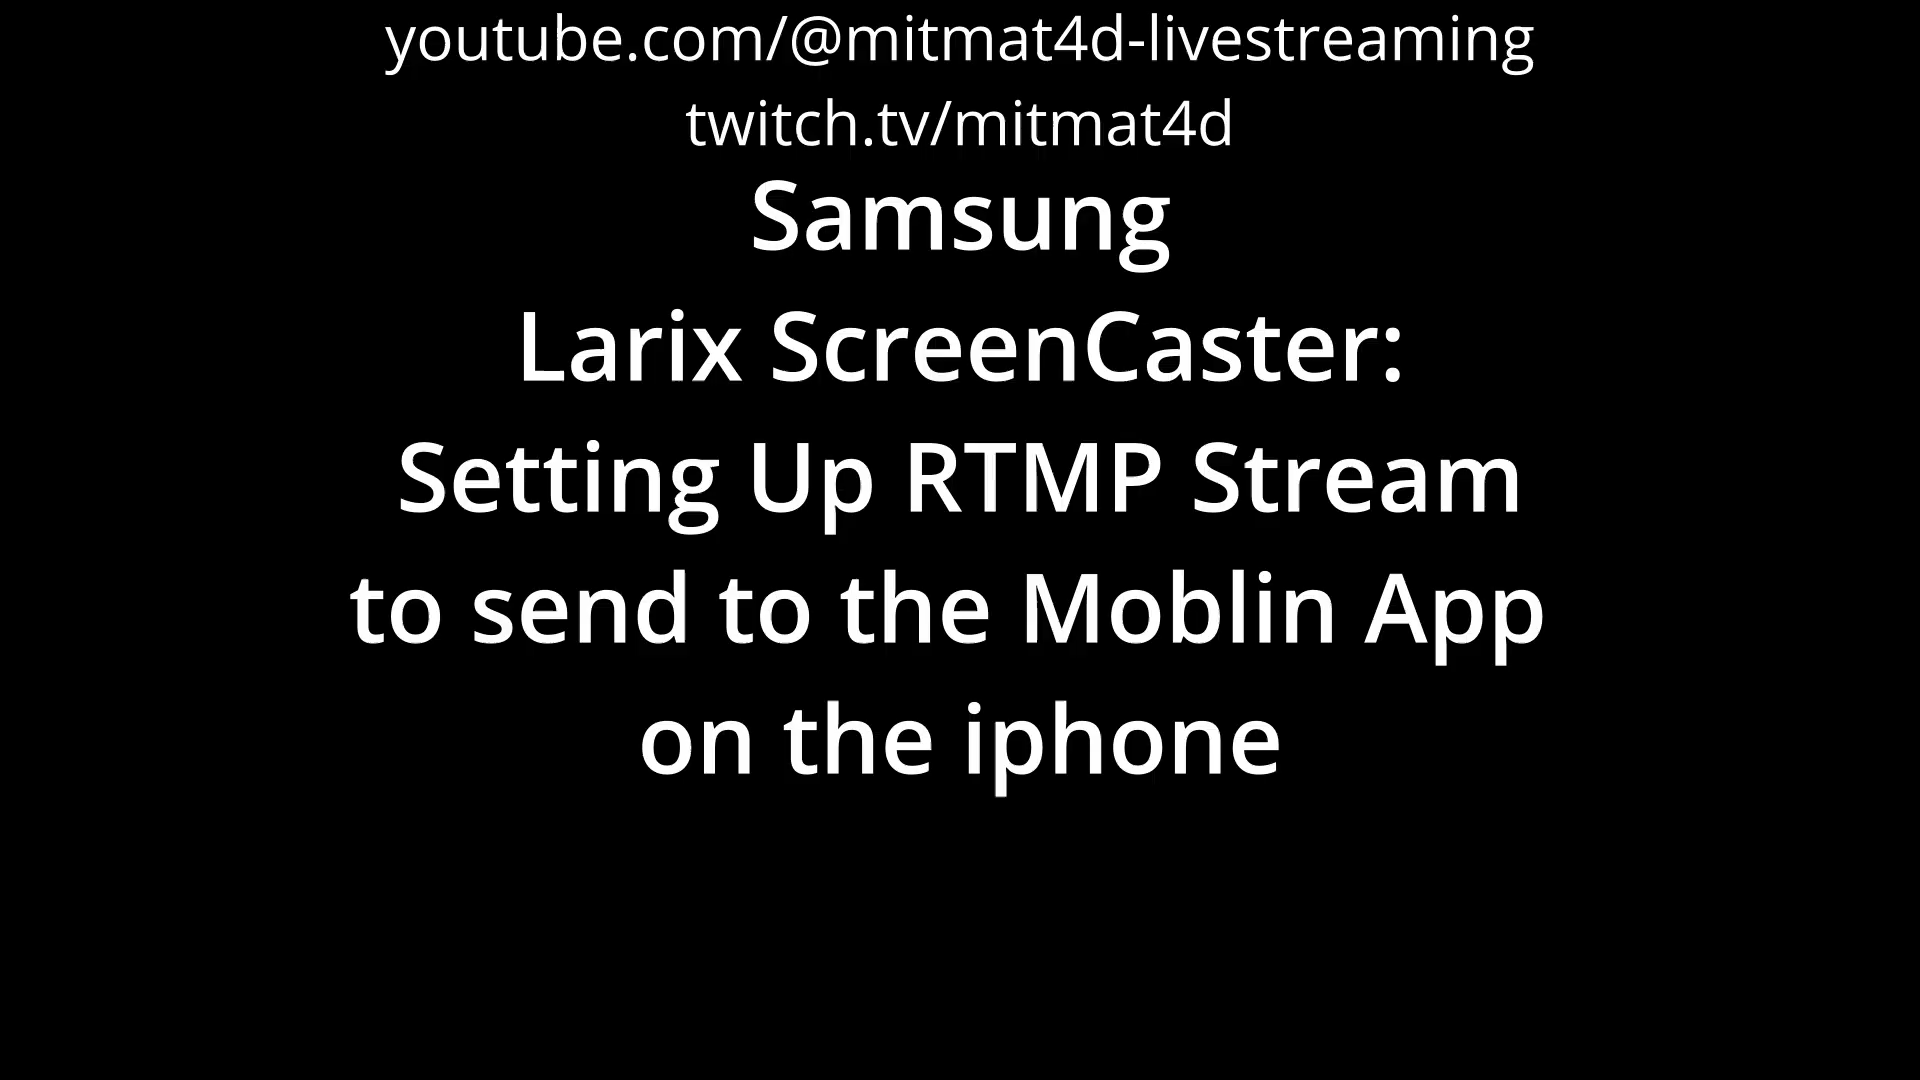 youtube.com/@mitmat4d-livestreaming
twitch.tv/mitmat4d
Samsung
Larix ScreenCaster:
Setting Up RTMP Stream
to send to the Moblin App
on the iphone